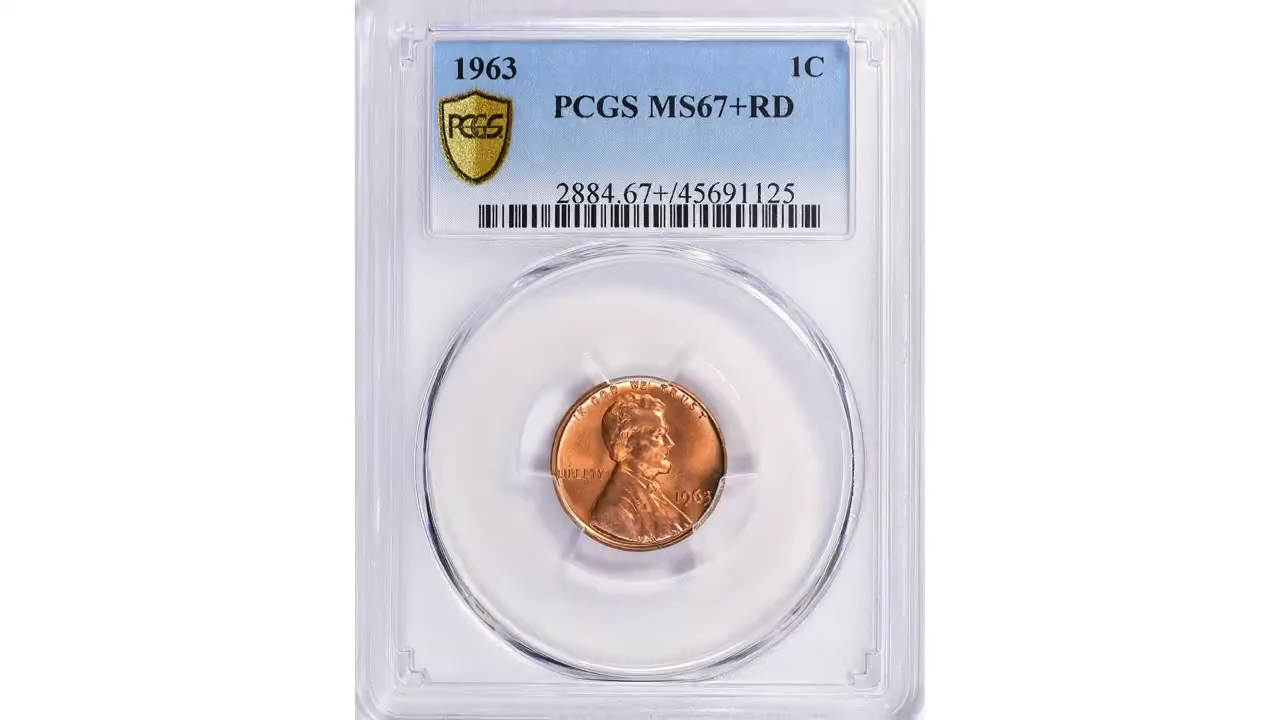 1963 1C
PCGS MS67+RD
PCGS
2884.67+/45691125
IN GOD WE TRUST
LIBERTY
1963